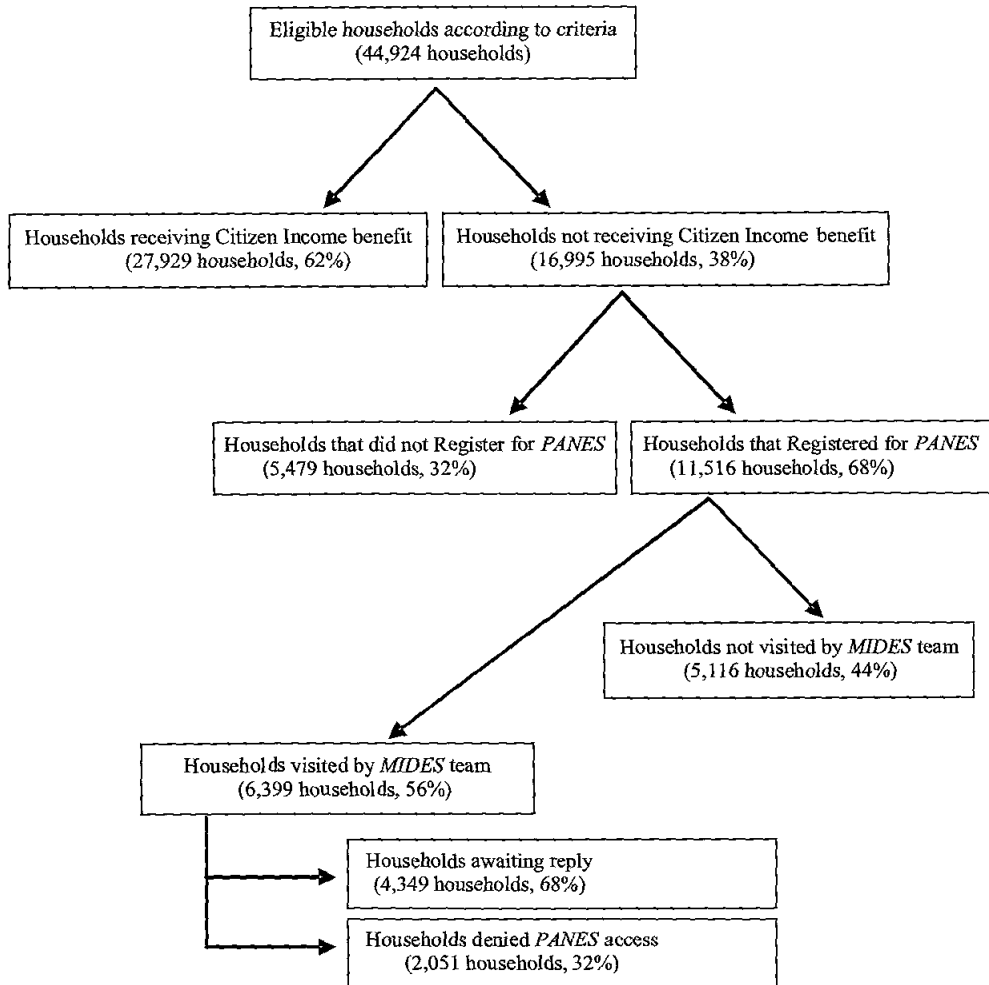 Eligible households according to criteria
(44,924 households)
Households receiving Citizen Income benefit
(27,929 households, 62%)
Households not receiving Citizen Income benefit
(16,995 households, 38%)
Households that did not Register for PANES
(5,479 households, 32%)
Households that Registered for PANES
(11,516 households, 68%)
Households not visited by MIDES team
(5,116 households, 44%)
Households visited by MIDES team
(6,399 households, 56%)
Households awaiting reply
(4,349 households, 68%)
Households denied PANES access
(2,051 households, 32%)